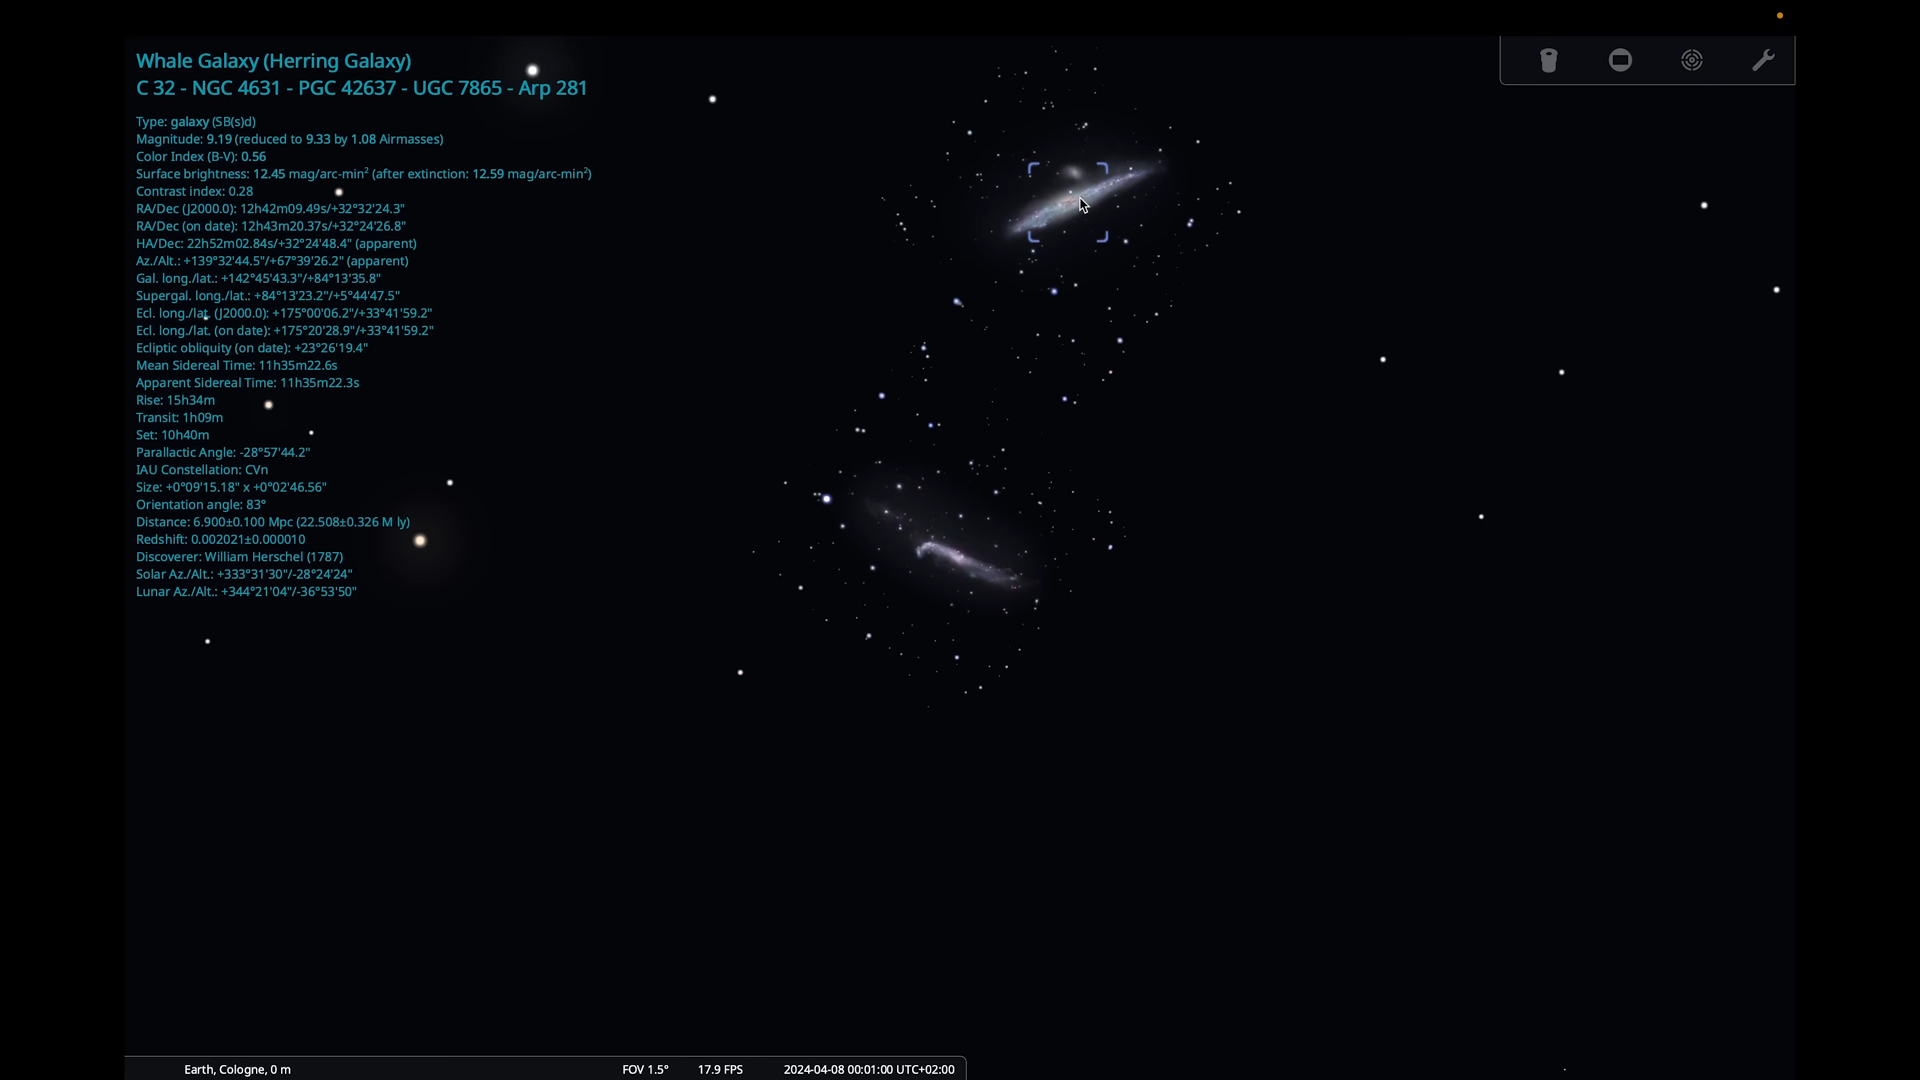 Whale Galaxy (Herring Galaxy)
C 32 - NGC 4631 - PGC 42637 - UGC 7865 - Arp 281
Type: galaxy (SB(s)d)
Magnitude: 9.19 (reduced to 9.33 by 1.08 Airmasses)
Color Index (B-V): 0.56
Surface brightness: 12.45 mag/arc-min² (after extinction: 12.59 mag/arc-min²)
Contrast index: 0.28
RA/Dec (J2000.0): 12h42m09.49s/+32°32'24.3"
RA/Dec (on date): 12h43m20.37s/+32°24'26.8"
HA/Dec: 22h52m02.84s/+32°24'48.4" (apparent)
Az./Alt.: +139°32'44.5"/+67°39'26.2" (apparent)
Gal. long./lat.: +142°45'43.3"/+84°13'35.8"
Supergal. long./lat.: +84°13'23.2"/+5°44'47.5"
Ecl. long./lat. (J2000.0): +175°00'06.2"/+33°41'59.2"
Ecl. long./lat. (on date): +175°20'28.9"/+33°41'59.2"
Ecliptic obliquity (on date): +23°26'19.4"
Mean Sidereal Time: 11h35m22.6s
Apparent Sidereal Time: 11h35m22.3s
Rise: 15h34m
Transit: 1h09m
Set: 10h40m
Parallactic Angle: -28°57'44.2"
IAU Constellation: CVn
Size: +0°09'15.18" x +0°02'46.56"
Orientation angle: 83°
Distance: 6.900±0.100 Mpc (22.508±0.326 M ly)
Redshift: 0.002021±0.000010
Discoverer: William Herschel (1787)
Solar Az./Alt.: +333°31'30"/-28°24'24"
Lunar Az./Alt.: +344°21'04"/-36°53'50"
Earth, Cologne, 0 m FOV 1.5° 17.9 FPS 2024-04-08 00:01:00 UTC+02:00